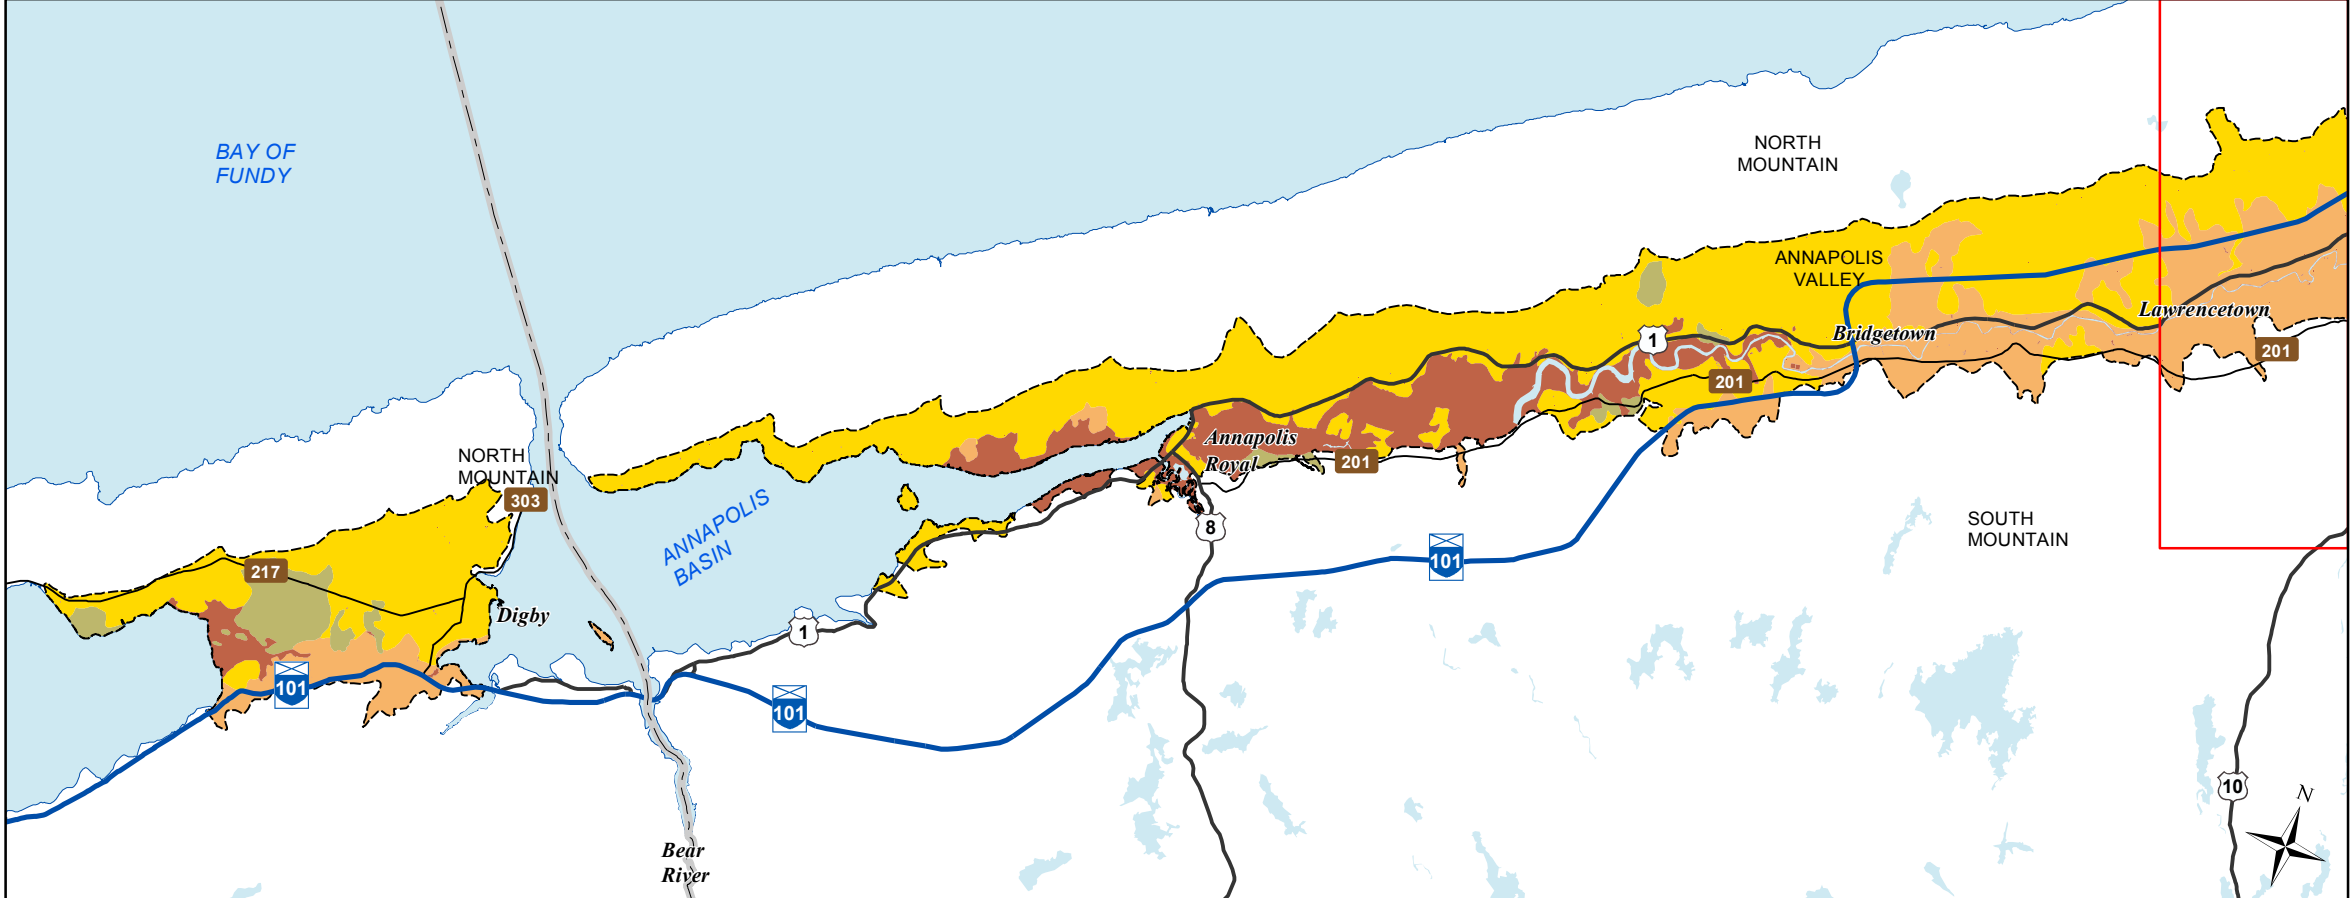 BAY OF
FUNDY
NORTH
MOUNTAIN
ANNAPOLIS
VALLEY
Lawrencetown
Bridgetown
1
201
201
Annapolis
Royal
201
NORTH
MOUNTAIN
303
ANNAPOLIS
BASIN
8
SOUTH
MOUNTAIN
101
217
Digby
1
101
101
10
N
Bear
River